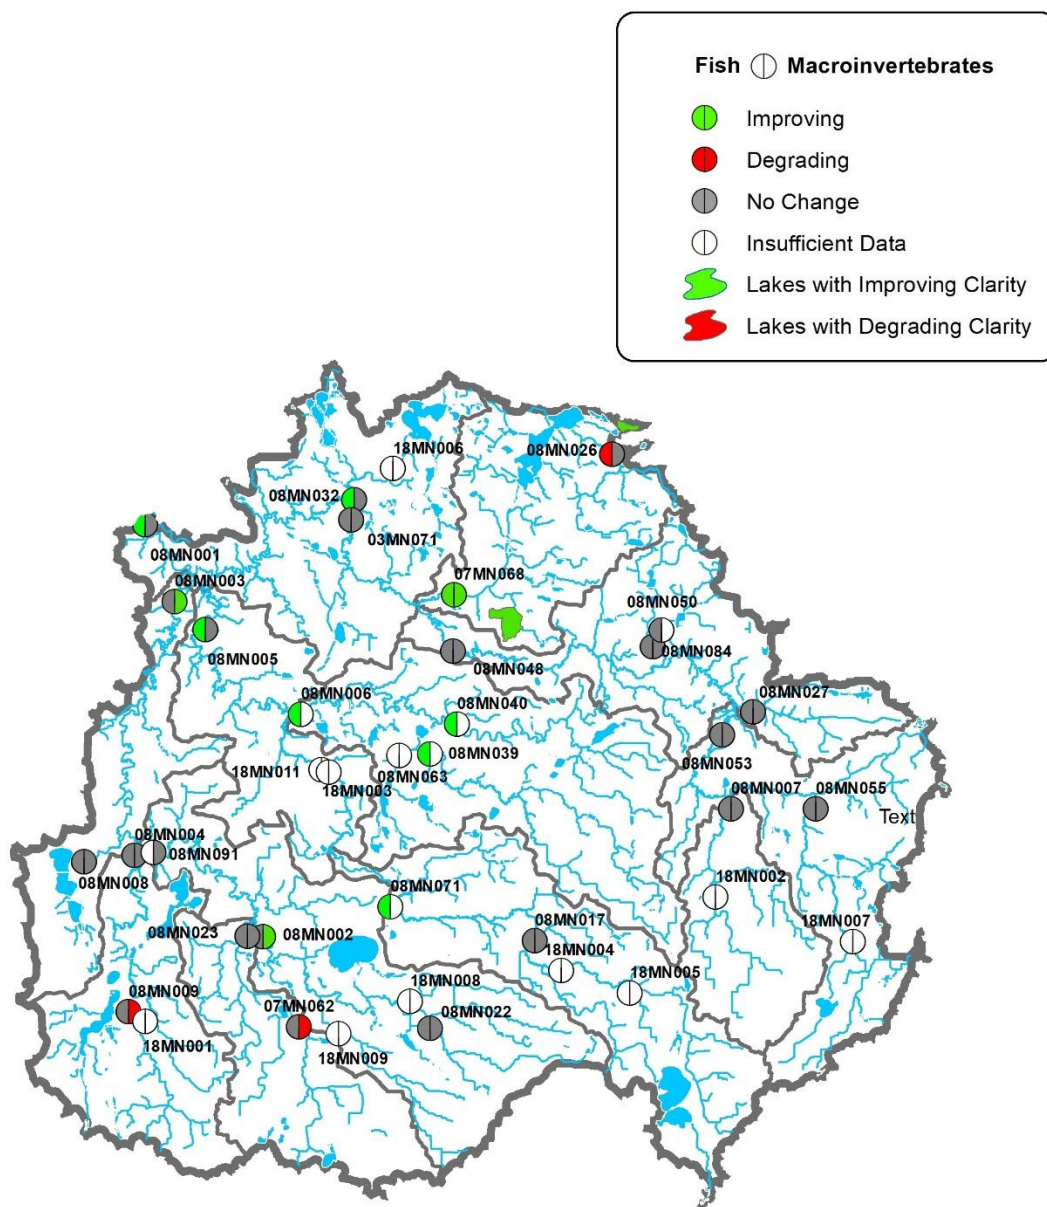 Fish Macroinvertebrates
Improving
Degrading
No Change
Insufficient Data
Lakes with Improving Clarity
Lakes with Degrading Clarity
18MN006
08MN026
08MN032
03MN071
08MN001
08MN003
07MN068
08MN050
08MN005
08MN048
08MN084
08MN006
08MN040
08MN027
08MN039
08MN053
18MN011
08MN063
18MN003
08MN007
08MN055
Text
08MN004
08MN091
08MN008
08MN071
18MN002
08MN017
18MN007
08MN023
08MN002
18MN004
18MN005
18MN008
08MN009
07MN062
08MN022
18MN001
18MN009